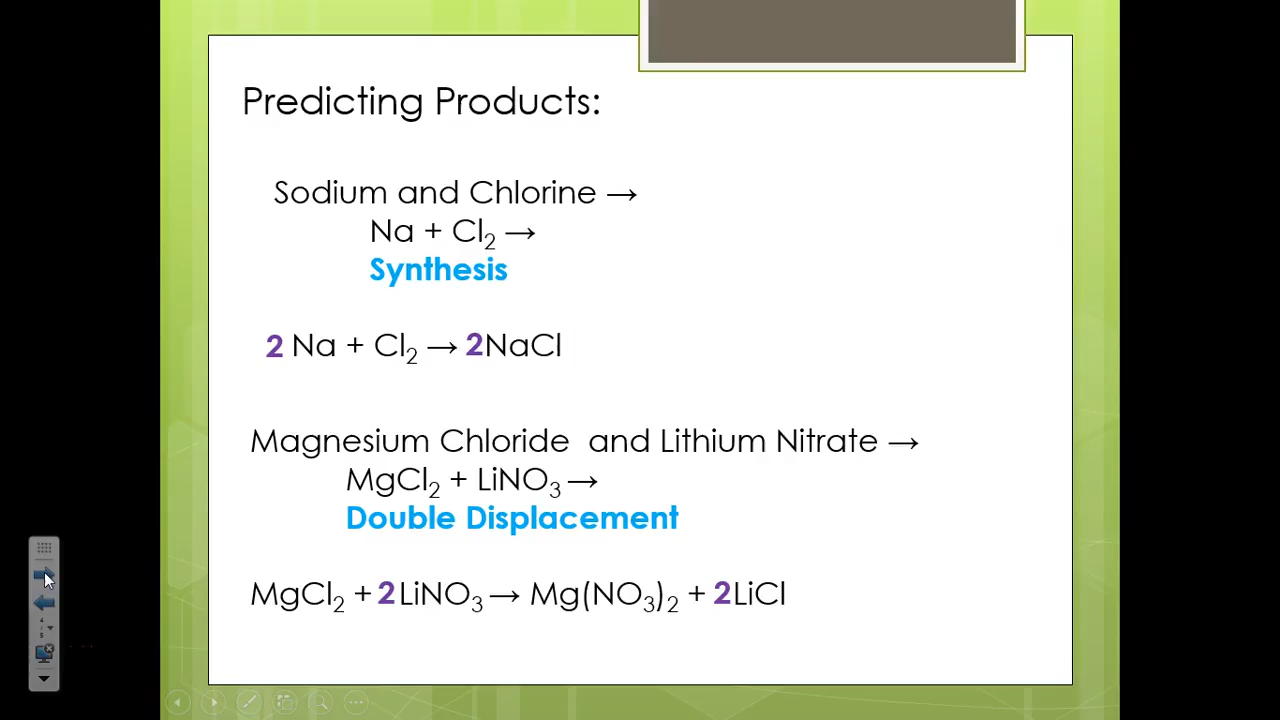 Predicting Products:
Sodium and Chlorine →
Na + Cl₂ →
Synthesis
2 Na + Cl₂ → 2NaCl
Magnesium Chloride  and Lithium Nitrate →
MgCl₂ + LiNO₃ →
Double Displacement
MgCl₂ + 2LiNO₃ → Mg(NO₃)₂ + 2LiCl